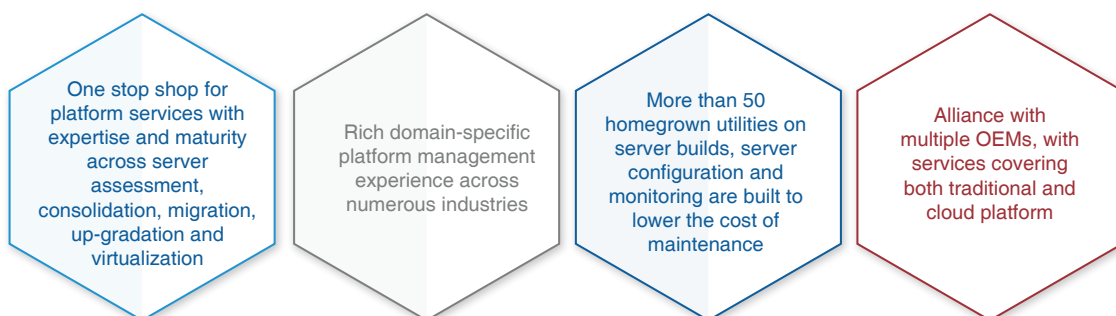 One stop shop for
platform services with
expertise and maturity
across server
assessment,
consolidation, migration,
up-gradation and
virtualization
Rich domain-specific
platform management
experience across
numerous industries
More than 50
homegrown utilities on
server builds, server
configuration and
monitoring are built to
lower the cost of
maintenance
Alliance with
multiple OEMs, with
services covering
both traditional and
cloud platform